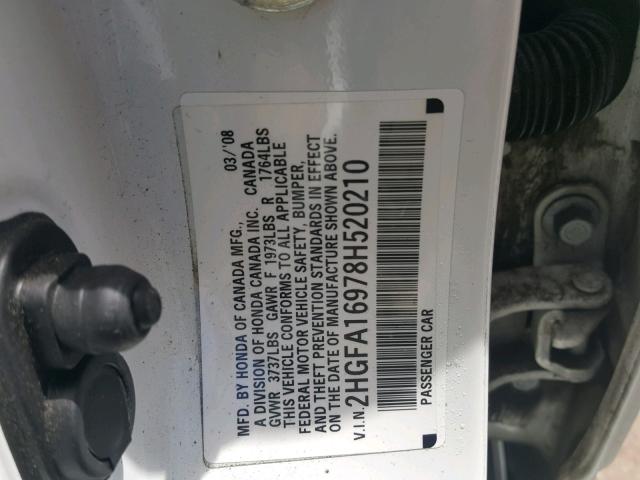 MFD. BY HONDA OF CANADA MFG., 03/'08
A DIVISION OF HONDA CANADA INC. CANADA
GVWR 3737LBS GAWR F 1973LBS R 1764LBS
THIS VEHICLE CONFORMS TO ALL APPLICABLE
FEDERAL MOTOR VEHICLE SAFETY, BUMPER,
AND THEFT PREVENTION STANDARDS IN EFFECT
ON THE DATE OF MANUFACTURE SHOWN ABOVE.
V.I.N. 2HGFA16978H520210
PASSENGER CAR